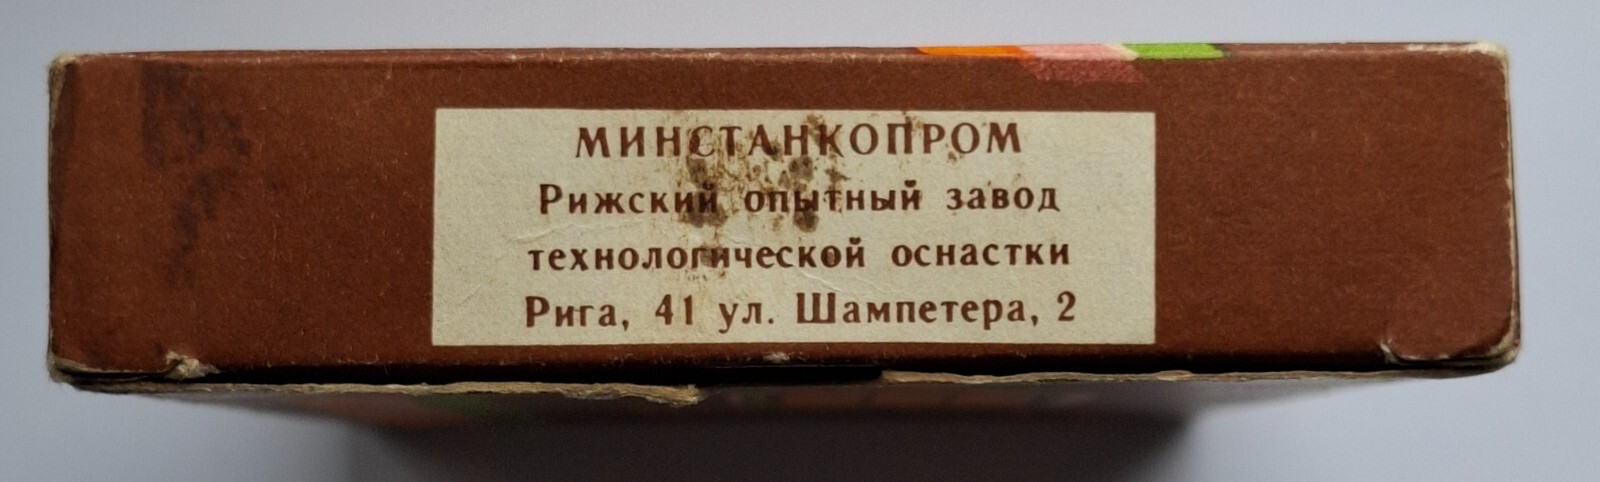 МИНСТАНКОПРОМ
Рижский опытный завод
технологической оснастки
Рига, 41 ул. Шампетера, 2